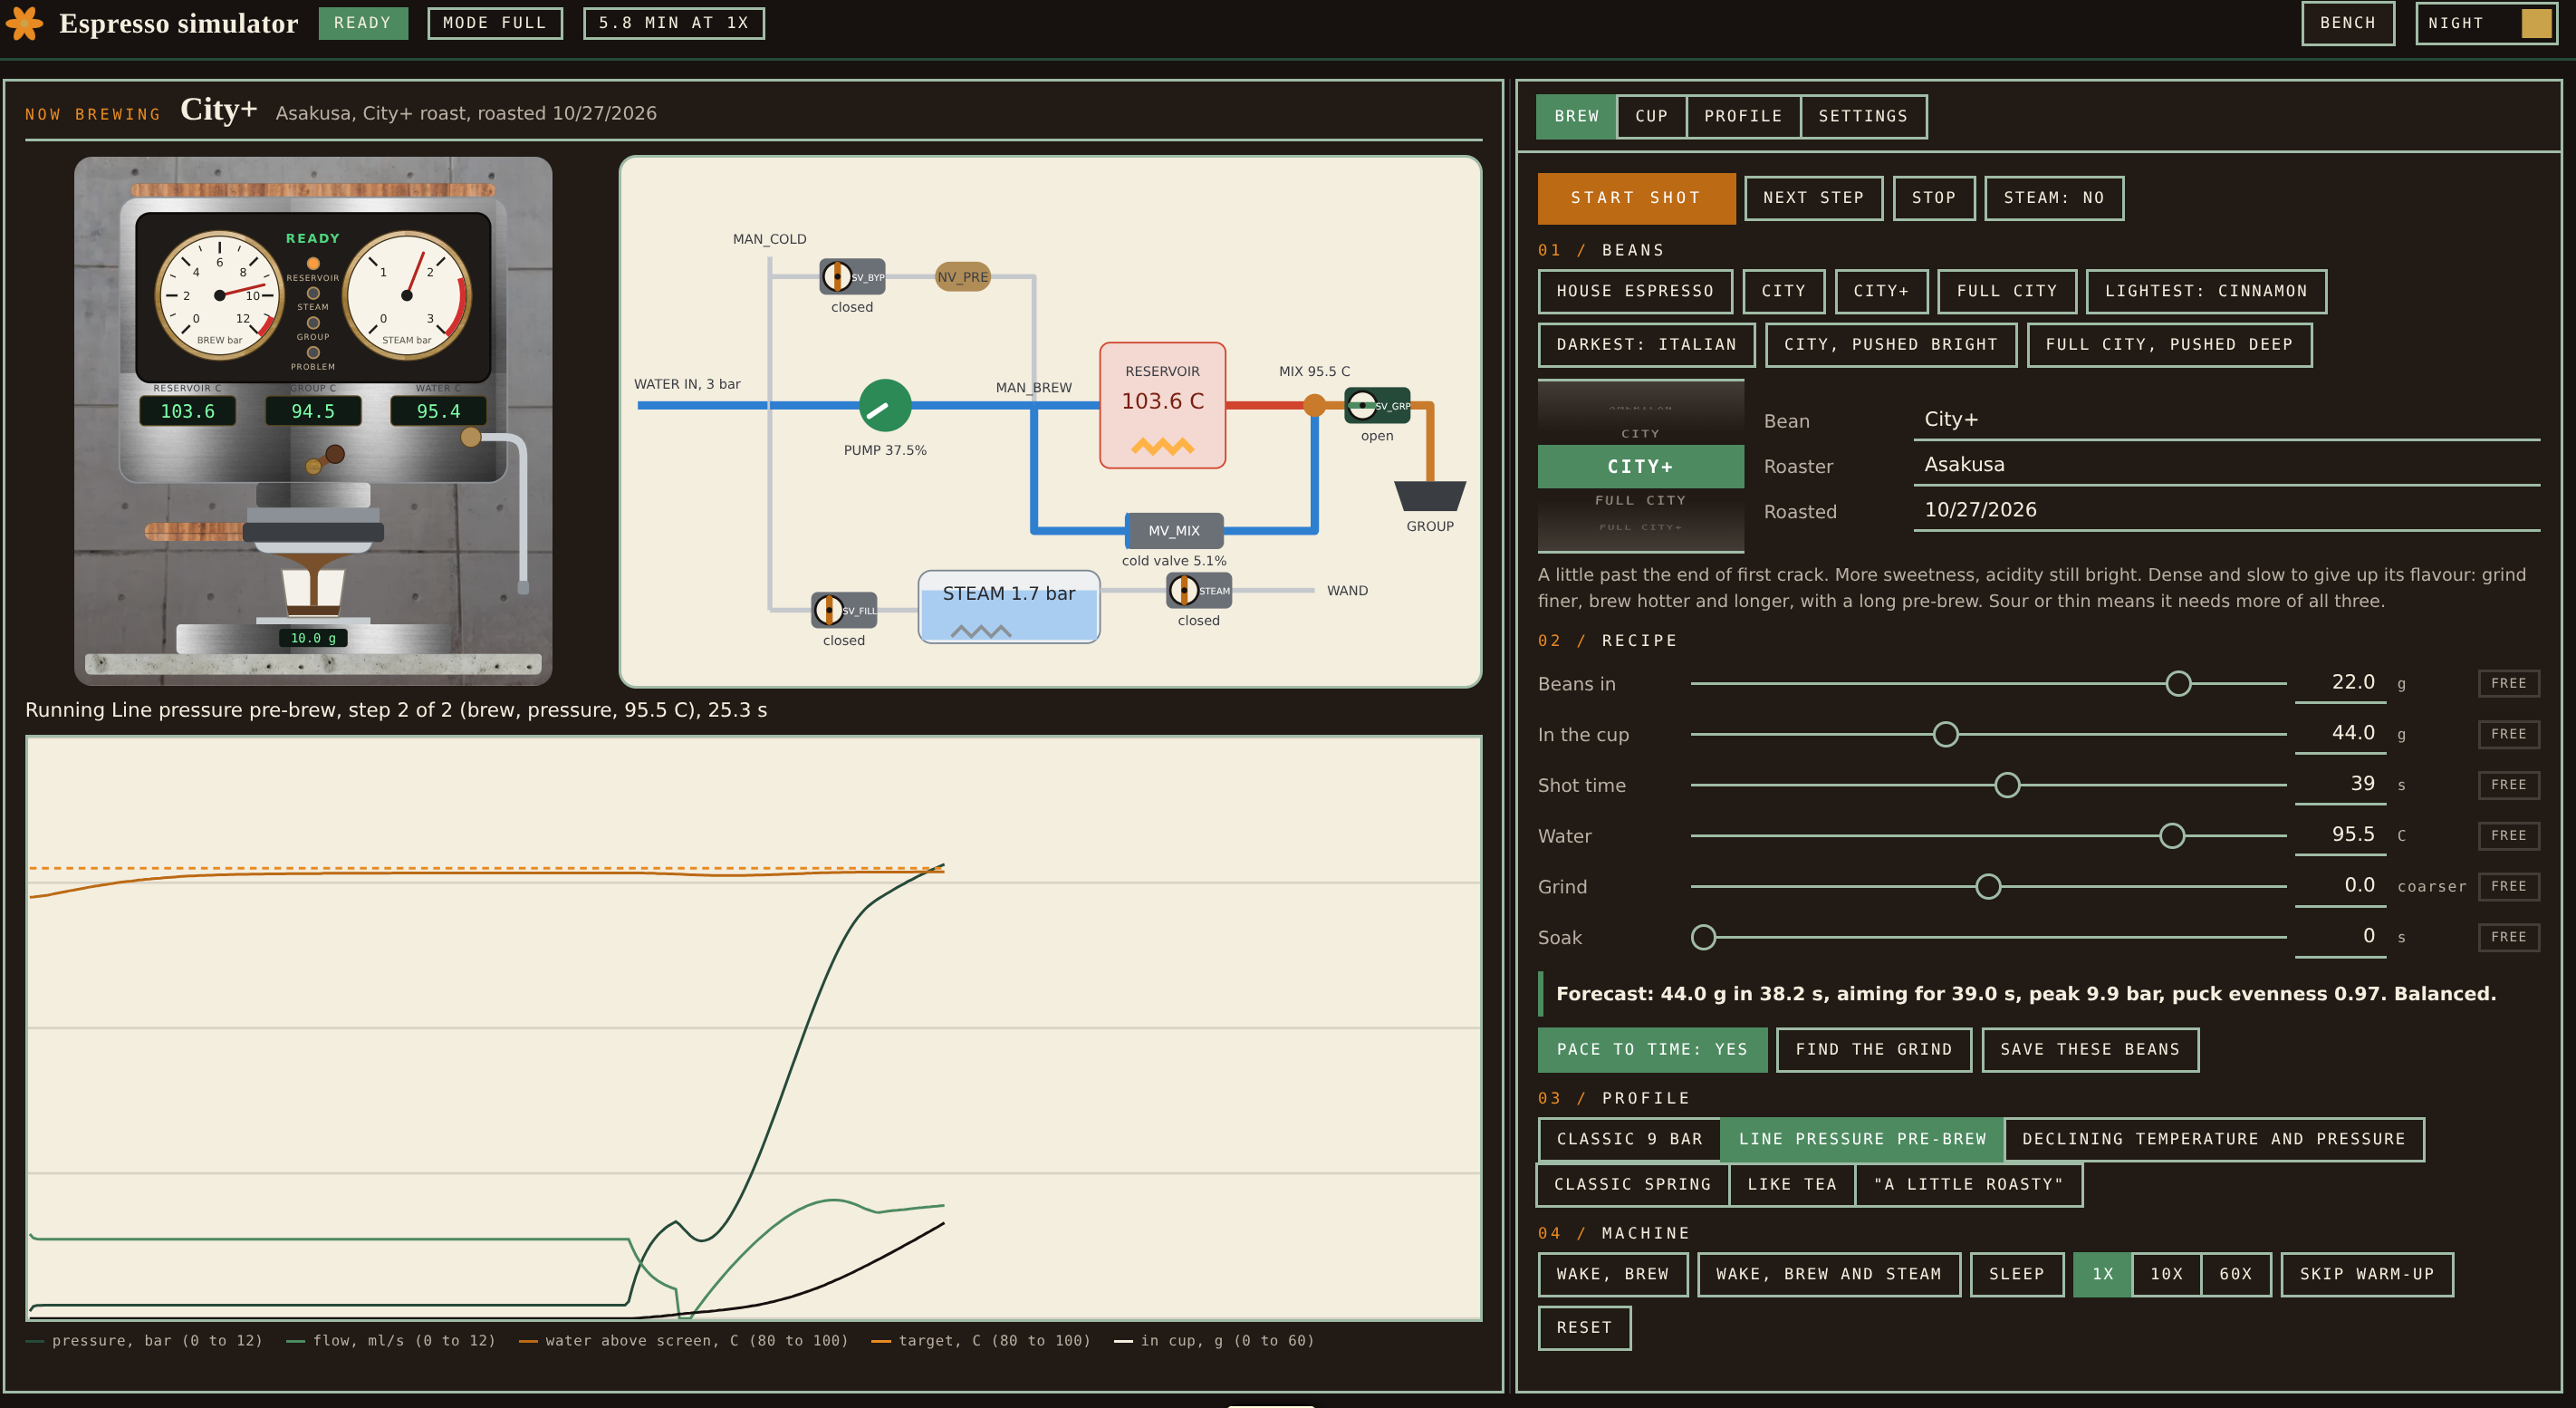 Espresso simulator READY MODE FULL 5.8 MIN AT 1X BENCH NIGHT
NOW BREWING City+ Asakusa, City+ roast, roasted 10/27/2026
READY
0 2 4 6 8 10 12
BREW bar
RESERVOIR
STEAM
GROUP
PROBLEM
0 1 2 3
STEAM bar
RESERVOIR C GROUP C WATER C
103.6 94.5 95.4
10.0 g
MAN_COLD
SV_BYP NV_PRE
closed
WATER IN, 3 bar MAN_BREW RESERVOIR MIX 95.5 C
103.6 C SV_GRP
PUMP 37.5% open
GROUP
MV_MIX
cold valve 5.1%
STEAM 1.7 bar STEAM WAND
SV_FILL
closed closed
Running Line pressure pre-brew, step 2 of 2 (brew, pressure, 95.5 C), 25.3 s
pressure, bar (0 to 12) flow, ml/s (0 to 12) water above screen, C (80 to 100) target, C (80 to 100) in cup, g (0 to 60)
BREW CUP PROFILE SETTINGS
START SHOT NEXT STEP STOP STEAM: NO
01 / BEANS
HOUSE ESPRESSO CITY CITY+ FULL CITY LIGHTEST: CINNAMON
DARKEST: ITALIAN CITY, PUSHED BRIGHT FULL CITY, PUSHED DEEP
CITY
CITY+
FULL CITY
FULL CITY+
Bean City+
Roaster Asakusa
Roasted 10/27/2026
A little past the end of first crack. More sweetness, acidity still bright. Dense and slow to give up its flavour: grind
finer, brew hotter and longer, with a long pre-brew. Sour or thin means it needs more of all three.
02 / RECIPE
Beans in 22.0 g FREE
In the cup 44.0 g FREE
Shot time 39 s FREE
Water 95.5 C FREE
Grind 0.0 coarser FREE
Soak 0 s FREE
Forecast: 44.0 g in 38.2 s, aiming for 39.0 s, peak 9.9 bar, puck evenness 0.97. Balanced.
PACE TO TIME: YES FIND THE GRIND SAVE THESE BEANS
03 / PROFILE
CLASSIC 9 BAR LINE PRESSURE PRE-BREW DECLINING TEMPERATURE AND PRESSURE
CLASSIC SPRING LIKE TEA "A LITTLE ROASTY"
04 / MACHINE
WAKE, BREW WAKE, BREW AND STEAM SLEEP 1X 10X 60X SKIP WARM-UP
RESET